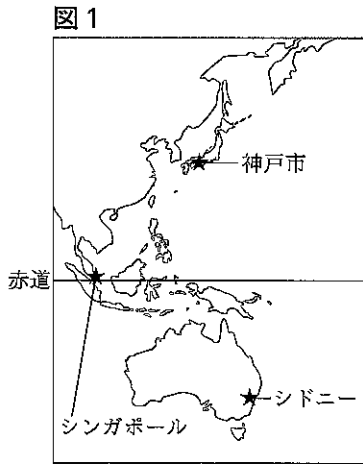 図1
神戸市
赤道
シドニー
シンガポール